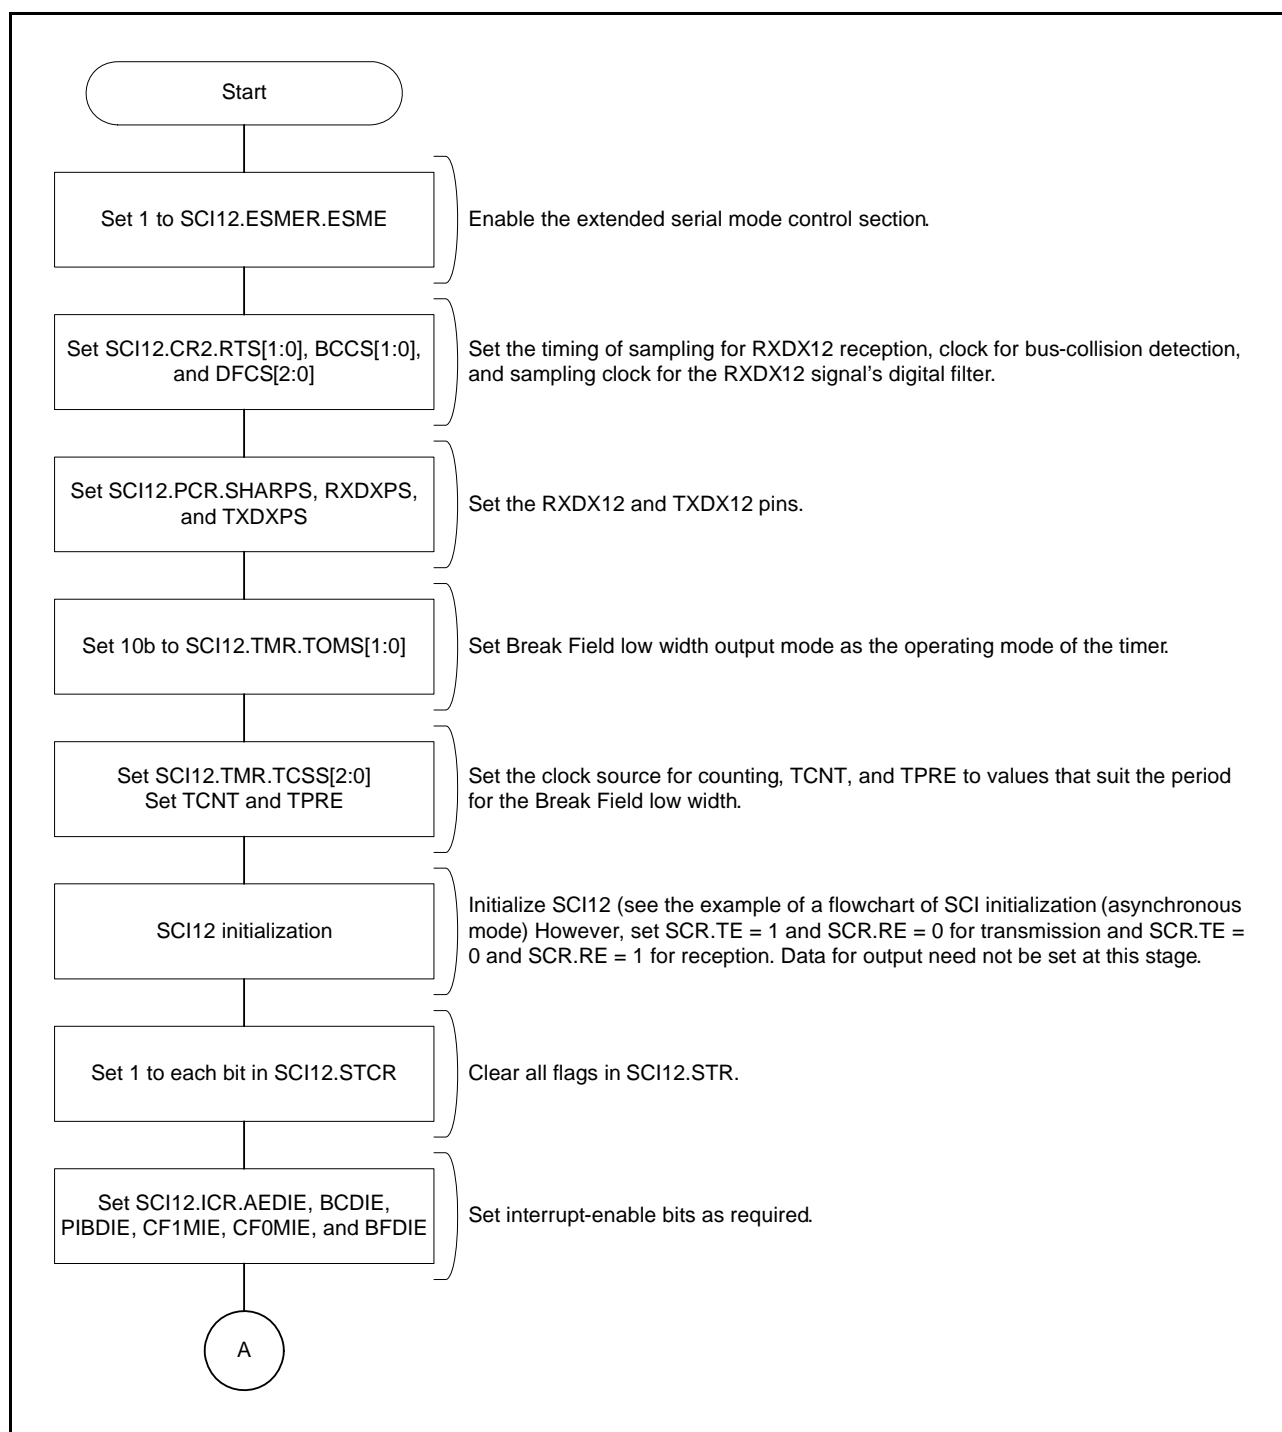 Start
Set 1 to SCI12.ESMER.ESME
Enable the extended serial mode control section.
Set SCI12.CR2.RTS[1:0], BCCS[1:0],
and DFCS[2:0]
Set the timing of sampling for RXDX12 reception, clock for bus-collision detection,
and sampling clock for the RXDX12 signal’s digital filter.
Set SCI12.PCR.SHARPS, RXDXPS,
and TXDXPS
Set the RXDX12 and TXDX12 pins.
Set 10b to SCI12.TMR.TOMS[1:0]
Set Break Field low width output mode as the operating mode of the timer.
Set SCI12.TMR.TCSS[2:0]
Set TCNT and TPRE
Set the clock source for counting, TCNT, and TPRE to values that suit the period
for the Break Field low width.
SCI12 initialization
Initialize SCI12 (see the example of a flowchart of SCI initialization (asynchronous
mode) However, set SCR.TE = 1 and SCR.RE = 0 for transmission and SCR.TE =
0 and SCR.RE = 1 for reception. Data for output need not be set at this stage.
Set 1 to each bit in SCI12.STCR
Clear all flags in SCI12.STR.
Set SCI12.ICR.AEDIE, BCDIE,
PIBDIE, CF1MIE, CF0MIE, and BFDIE
Set interrupt-enable bits as required.
A